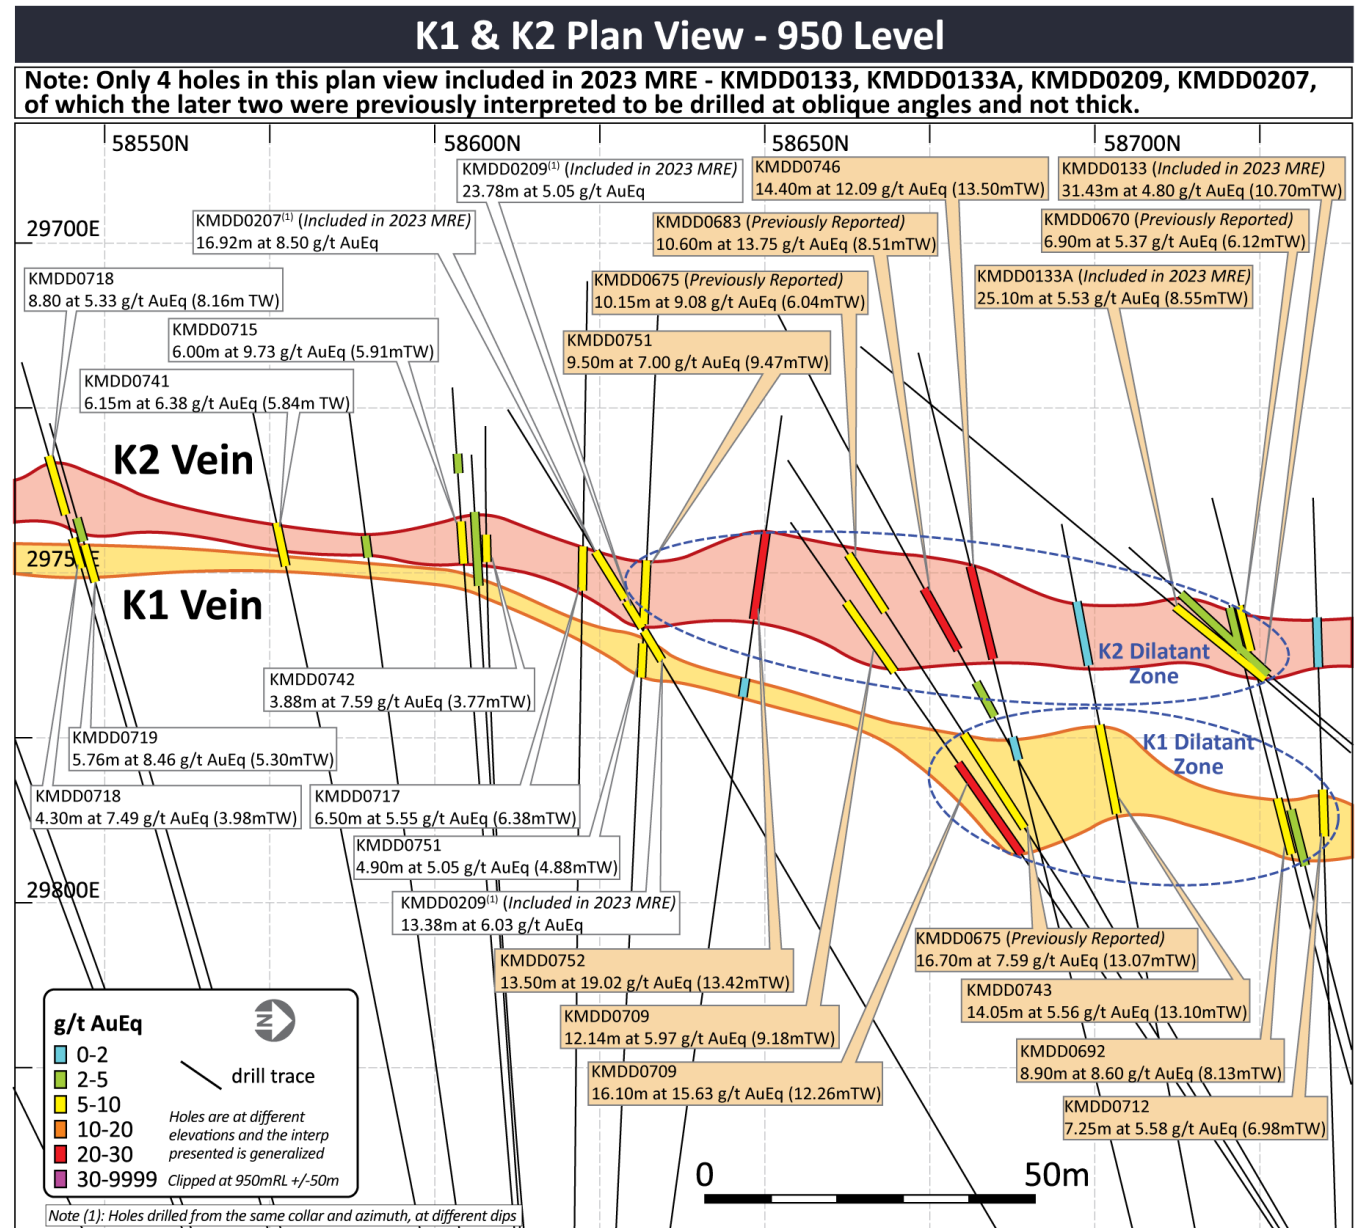 K1 & K2 Plan View - 950 Level
Note: Only 4 holes in this plan view included in 2023 MRE - KMDD0133, KMDD0133A, KMDD0209, KMDD0207,
of which the later two were previously interpreted to be drilled at oblique angles and not thick.
58550N
58600N
58650N
58700N
KMDD0209(1) (Included in 2023 MRE)
23.78m at 5.05 g/t AuEq
KMDD0746
14.40m at 12.09 g/t AuEq (13.50mTW)
KMDD0133 (Included in 2023 MRE)
31.43m at 4.80 g/t AuEq (10.70mTW)
KMDD0207(1) (Included in 2023 MRE)
16.92m at 8.50 g/t AuEq
KMDD0683 (Previously Reported)
10.60m at 13.75 g/t AuEq (8.51mTW)
KMDD0670 (Previously Reported)
6.90m at 5.37 g/t AuEq (6.12mTW)
29700E
KMDD0718
8.80 at 5.33 g/t AuEq (8.16m TW)
KMDD0675 (Previously Reported)
10.15m at 9.08 g/t AuEq (6.04mTW)
KMDD0133A (Included in 2023 MRE)
25.10m at 5.53 g/t AuEq (8.55mTW)
KMDD0715
6.00m at 9.73 g/t AuEq (5.91mTW)
KMDD0751
9.50m at 7.00 g/t AuEq (9.47mTW)
KMDD0741
6.15m at 6.38 g/t AuEq (5.84m TW)
K2 Vein
29750E
K1 Vein
K2 Dilatant
Zone
KMDD0742
3.88m at 7.59 g/t AuEq (3.77mTW)
KMDD0719
5.76m at 8.46 g/t AuEq (5.30mTW)
K1 Dilatant
Zone
KMDD0718
4.30m at 7.49 g/t AuEq (3.98mTW)
KMDD0717
6.50m at 5.55 g/t AuEq (6.38mTW)
KMDD0751
4.90m at 5.05 g/t AuEq (4.88mTW)
29800E
KMDD0209(1) (Included in 2023 MRE)
13.38m at 6.03 g/t AuEq
KMDD0675 (Previously Reported)
16.70m at 7.59 g/t AuEq (13.07mTW)
KMDD0752
13.50m at 19.02 g/t AuEq (13.42mTW)
KMDD0743
14.05m at 5.56 g/t AuEq (13.10mTW)
KMDD0709
12.14m at 5.97 g/t AuEq (9.18mTW)
KMDD0692
8.90m at 8.60 g/t AuEq (8.13mTW)
KMDD0709
16.10m at 15.63 g/t AuEq (12.26mTW)
KMDD0712
7.25m at 5.58 g/t AuEq (6.98mTW)
g/t AuEq
N
0-2
2-5
5-10
10-20
20-30
30-9999
drill trace
Holes are at different
elevations and the interp
presented is generalized
Clipped at 950mRL +/-50m
0
50m
Note (1): Holes drilled from the same collar and azimuth, at different dips